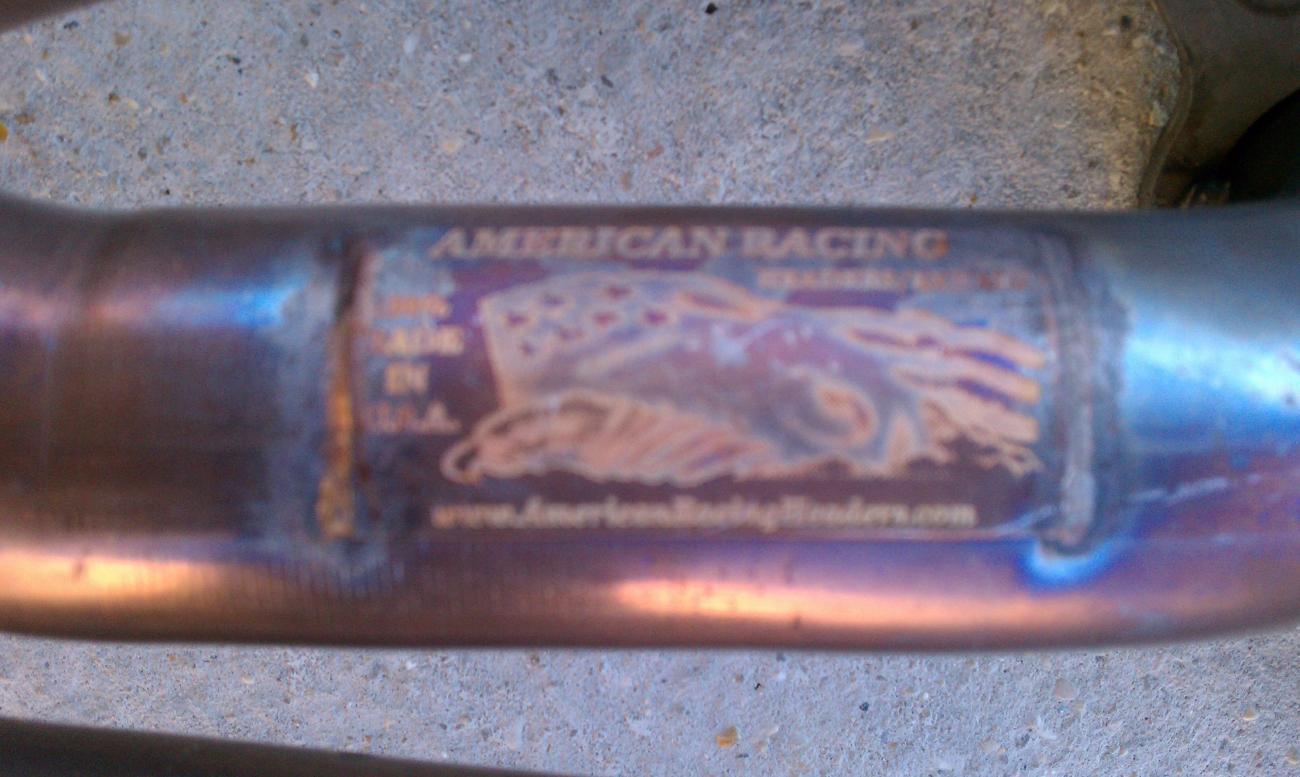 AMERICAN RACING
MADE
IN
U.S.A.
www.AmericanRacingHeaders.com